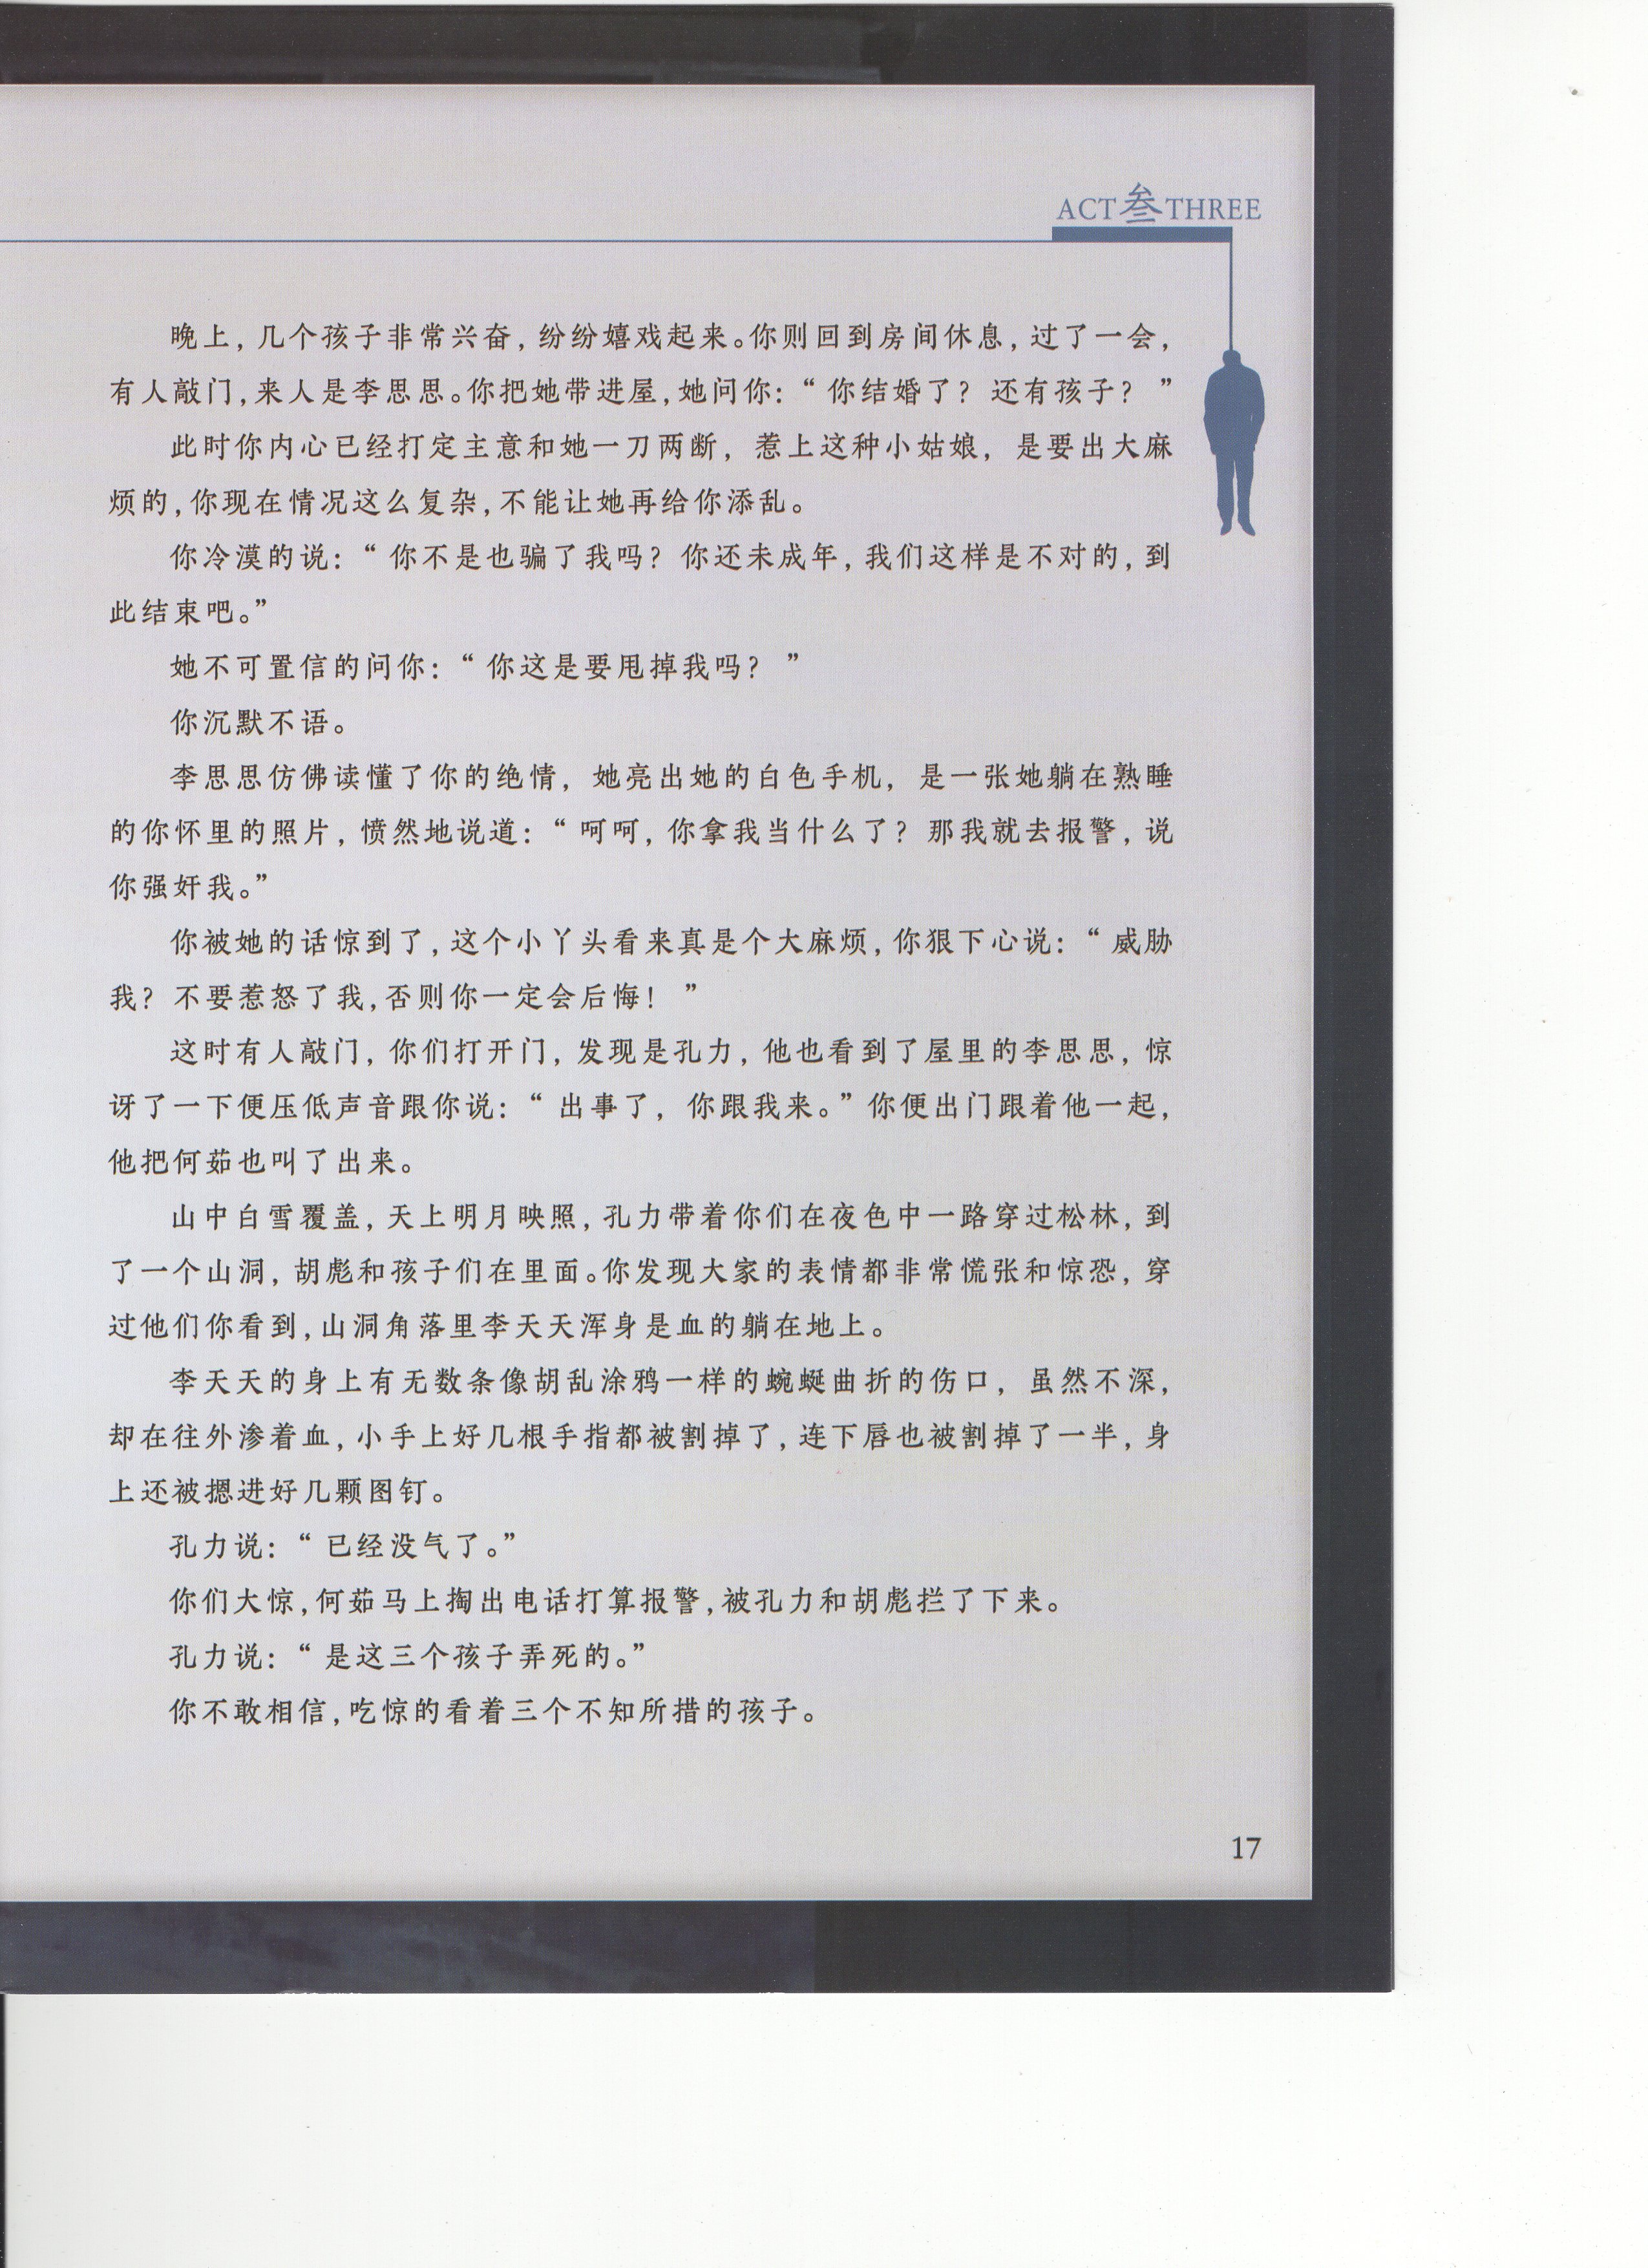 ACT叁THREE
晚上，几个孩子非常兴奋，纷纷嬉戏起来。你则回到房间休息，过了一会，
有人敲门，来人是李思思。你把她带进屋，她问你：“你结婚了？还有孩子？”
此时你内心已经打定主意和她一刀两断，惹上这种小姑娘，是要出大麻
烦的，你现在情况这么复杂，不能让她再给你添乱。
你冷漠的说：“你不是也骗了我吗？你还未成年，我们这样是不对的，到
此结束吧。”
她不可置信的问你：“你这是要甩掉我吗？”
你沉默不语。
李思思仿佛读懂了你的绝情，她亮出她的白色手机，是一张她躺在熟睡
的你怀里的照片，愤然地说道：“呵呵，你拿我当什么了？那我就去报警，说
你强奸我。”
你被她的话惊到了，这个小丫头看来真是个大麻烦，你狠下心说：“威胁
我？不要惹怒了我，否则你一定会后悔！”
这时有人敲门，你们打开门，发现是孔力，他也看到了屋里的李思思，惊
讶了一下便压低声音跟你说：“出事了，你跟我来。”你便出门跟着他一起，
他把何茹也叫了出来。
山中白雪覆盖，天上明月映照，孔力带着你们在夜色中一路穿过松林，到
了一个山洞，胡彪和孩子们在里面。你发现大家的表情都非常慌张和惊恐，穿
过他们你看到，山洞角落里李天天浑身是血的躺在地上。
李天天的身上有无数条像胡乱涂鸦一样的蜿蜒曲折的伤口，虽然不深，
却在往外渗着血，小手上好几根手指都被割掉了，连下唇也被割掉了一半，身
上还被摁进好几颗图钉。
孔力说：“已经没气了。”
你们大惊，何茹马上掏出电话打算报警，被孔力和胡彪拦了下来。
孔力说：“是这三个孩子弄死的。”
你不敢相信，吃惊的看着三个不知所措的孩子。
17